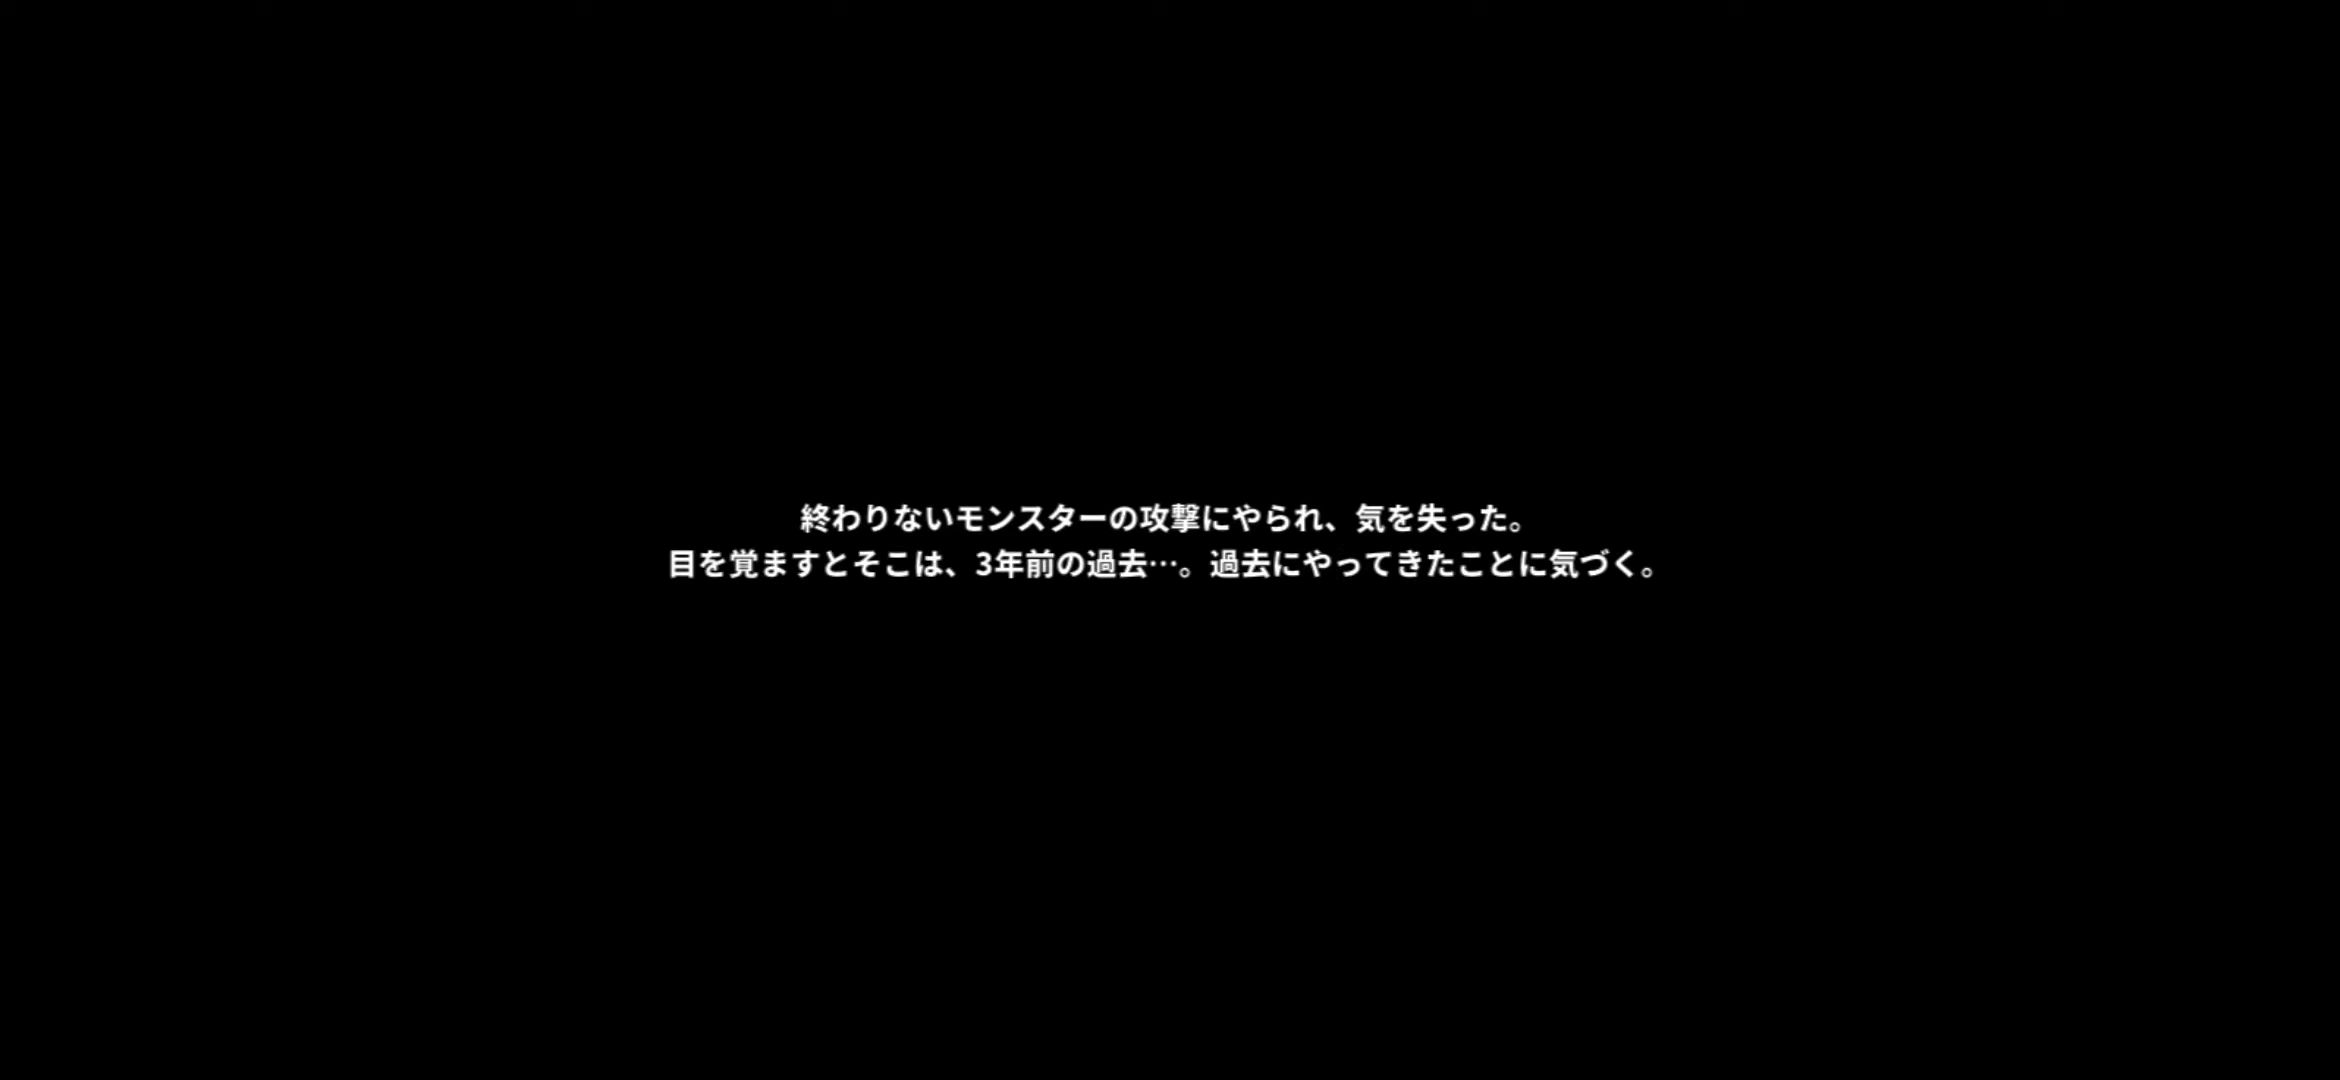 終わりないモンスターの攻撃にやられ、気を失った。
目を覚ますとそこは、3年前の過去…。過去にやってきたことに気づく。